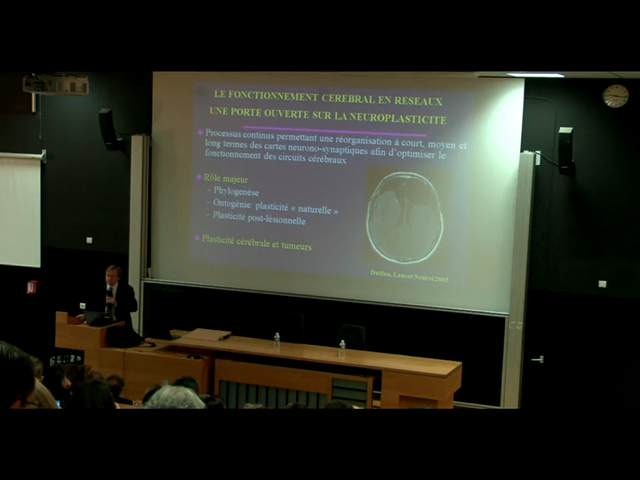 LE FONCTIONNEMENT CEREBRAL EN RESEAUX
UNE PORTE OUVERTE SUR LA NEUROPLASTICITE
Processus continus permettant une réorganisation à court, moyen et
long termes des cartes neurono-synaptiques afin d'optimiser le
fonctionnement des circuits cérébraux
Rôle majeur
– Phylogenèse
– Ontogénie: plasticité « naturelle »
– Plasticité post-lésionnelle
Plasticité cérébrale et tumeurs
Duffau, Lancet Neurol 2005